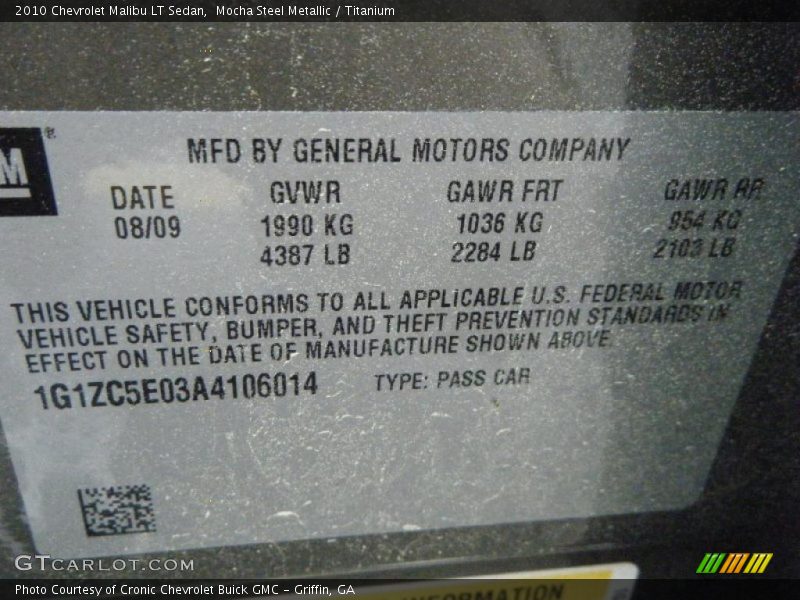 2010 Chevrolet Malibu LT Sedan, Mocha Steel Metallic / Titanium
M®
MFD BY GENERAL MOTORS COMPANY
DATE GVWR GAWR FRT GAWR RR
08/09 1990 KG 1036 KG 954 KG
4387 LB 2284 LB 2103 LB
THIS VEHICLE CONFORMS TO ALL APPLICABLE U.S. FEDERAL MOTOR
VEHICLE SAFETY, BUMPER, AND THEFT PREVENTION STANDARDS IN
EFFECT ON THE DATE OF MANUFACTURE SHOWN ABOVE
1G1ZC5E03A4106014 TYPE: PASS CAR
GTCARLOT.COM
INFORMATION
Photo Courtesy of Cronic Chevrolet Buick GMC – Griffin, GA